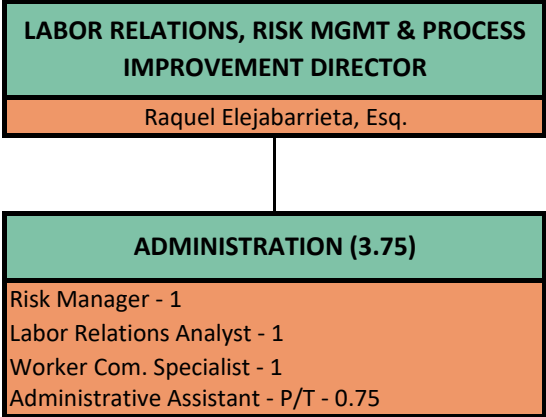 LABOR RELATIONS, RISK MGMT & PROCESS
IMPROVEMENT DIRECTOR
Raquel Elejabarrieta, Esq.
ADMINISTRATION (3.75)
Risk Manager - 1
Labor Relations Analyst - 1
Worker Com. Specialist - 1
Administrative Assistant - P/T - 0.75